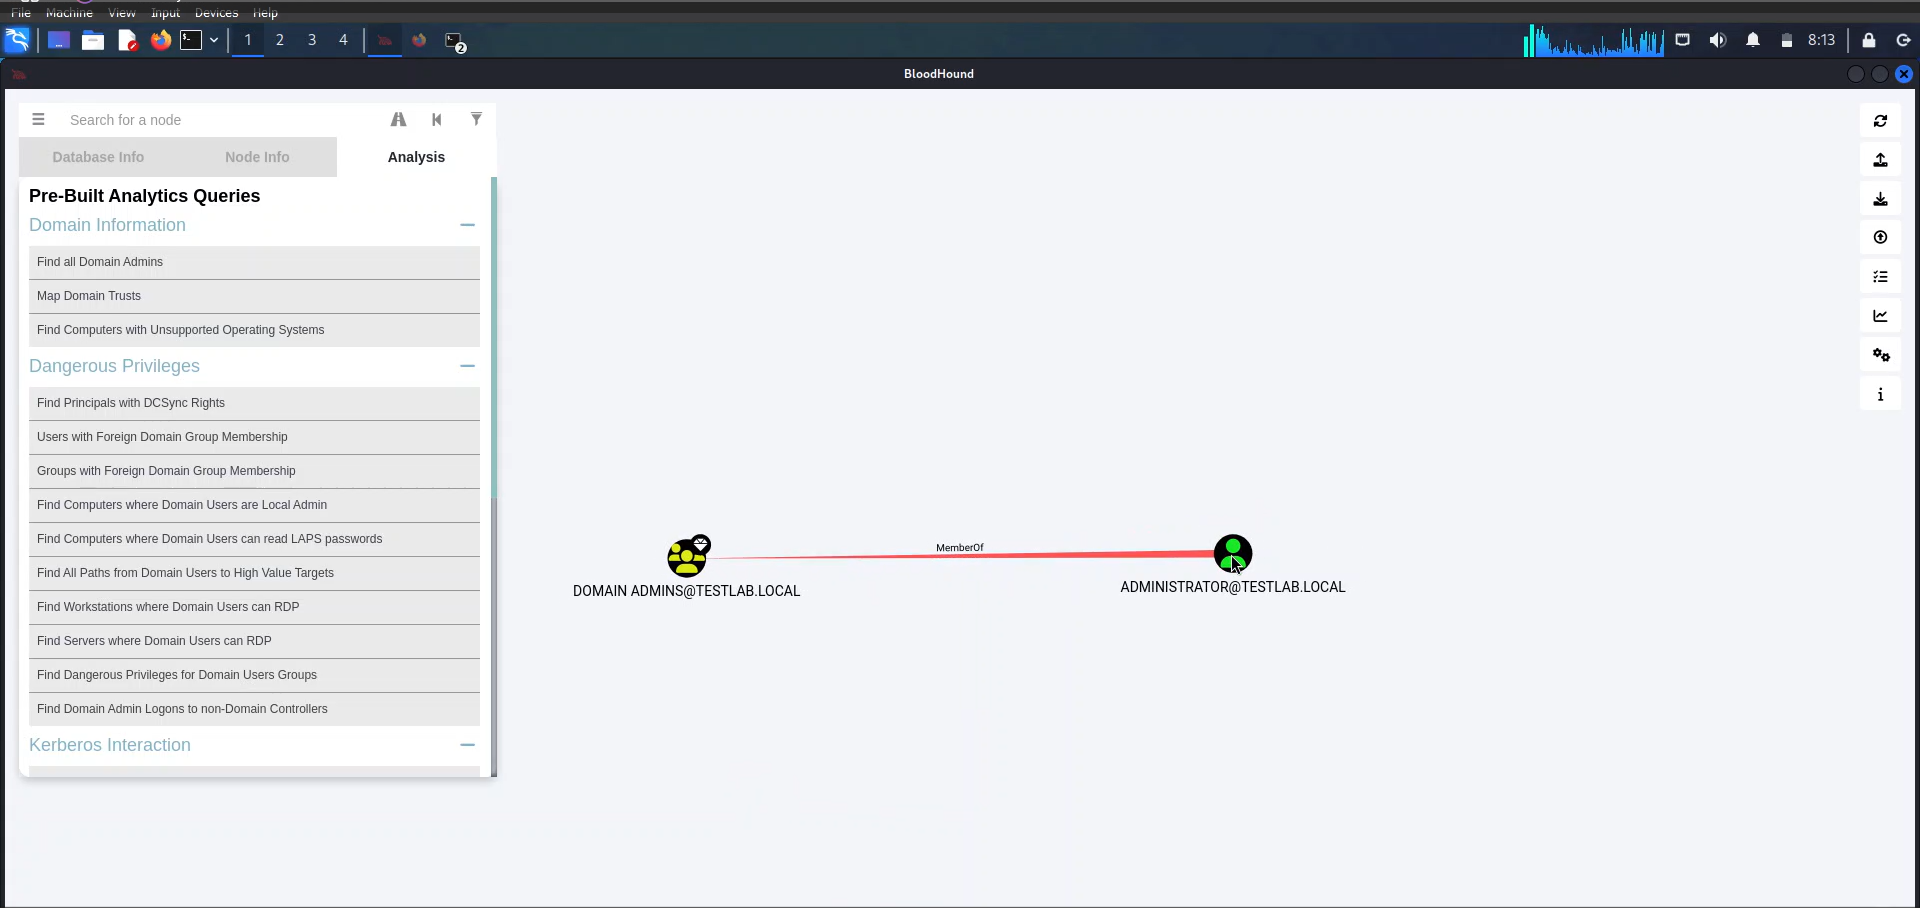 File Machine View Input Devices Help
1 2 3 4
2
8:13
BloodHound
Search for a node
Database Info Node Info Analysis
Pre-Built Analytics Queries
Domain Information
Find all Domain Admins
Map Domain Trusts
Find Computers with Unsupported Operating Systems
Dangerous Privileges
Find Principals with DCSync Rights
Users with Foreign Domain Group Membership
Groups with Foreign Domain Group Membership
Find Computers where Domain Users are Local Admin
Find Computers where Domain Users can read LAPS passwords
Find All Paths from Domain Users to High Value Targets
Find Workstations where Domain Users can RDP
Find Servers where Domain Users can RDP
Find Dangerous Privileges for Domain Users Groups
Find Domain Admin Logons to non-Domain Controllers
Kerberos Interaction
MemberOf
DOMAIN ADMINS@TESTLAB.LOCAL
ADMINISTRATOR@TESTLAB.LOCAL